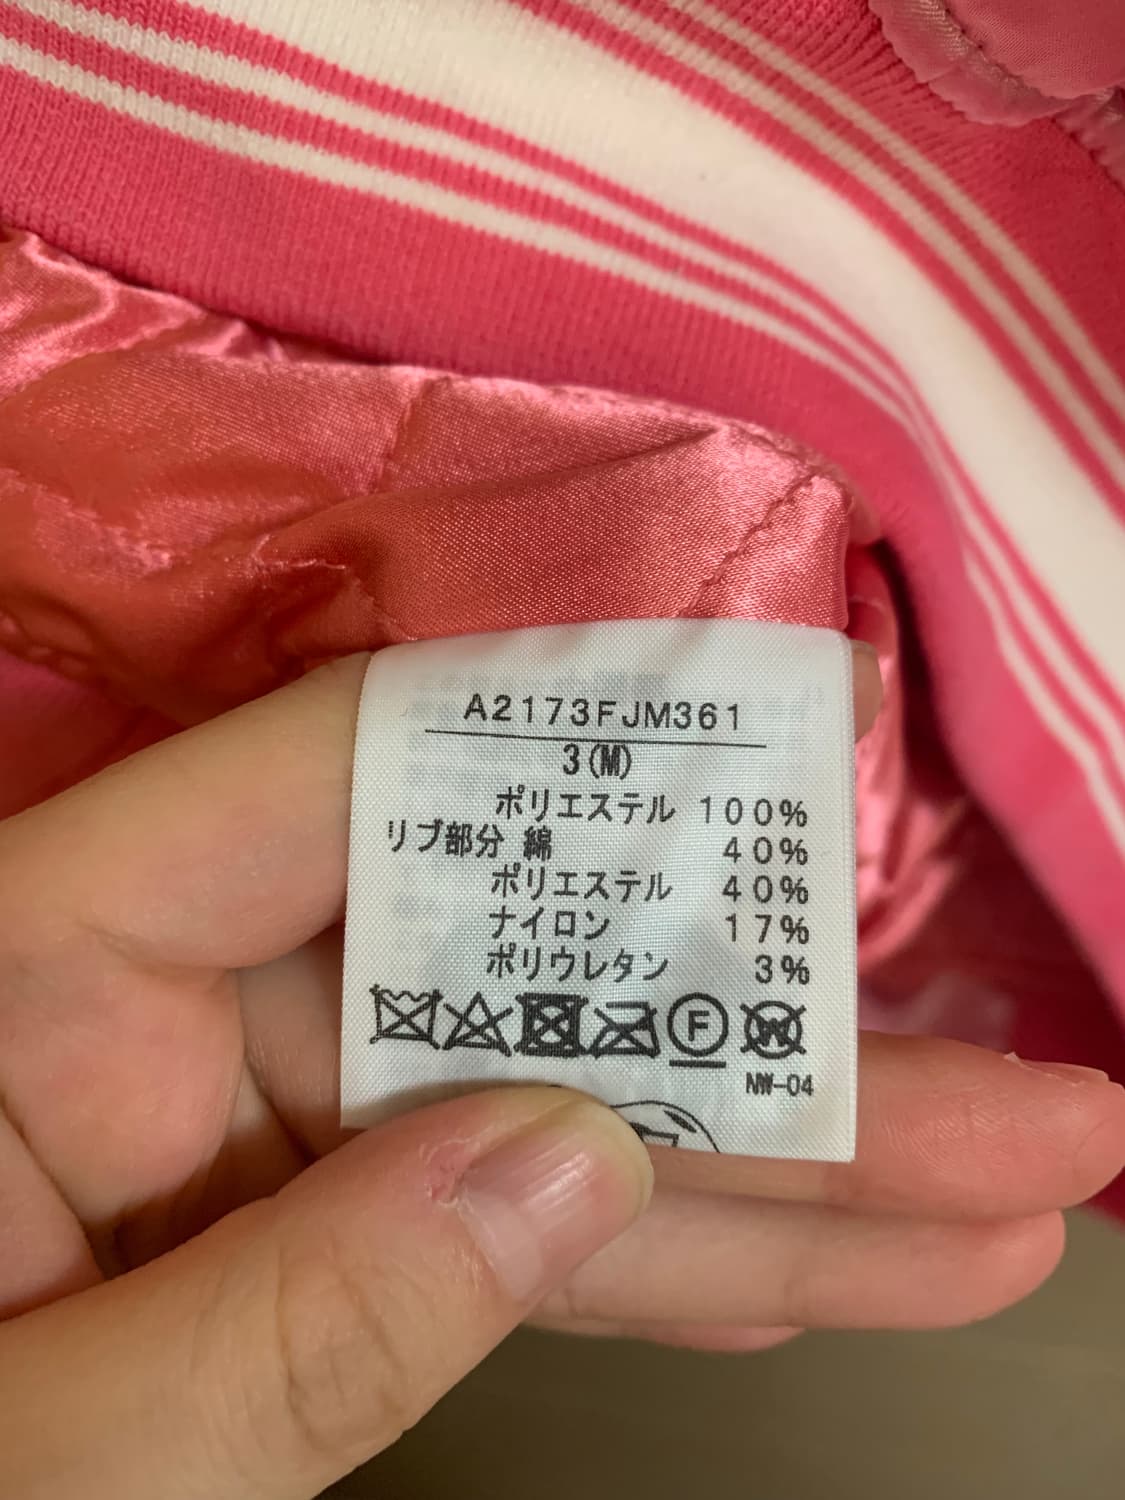 A2173FJM361
3(M)
ポリエステル 100%
リブ部分 綿 40%
ポリエステル 40%
ナイロン 17%
ポリウレタン 3%
F W
NW-04